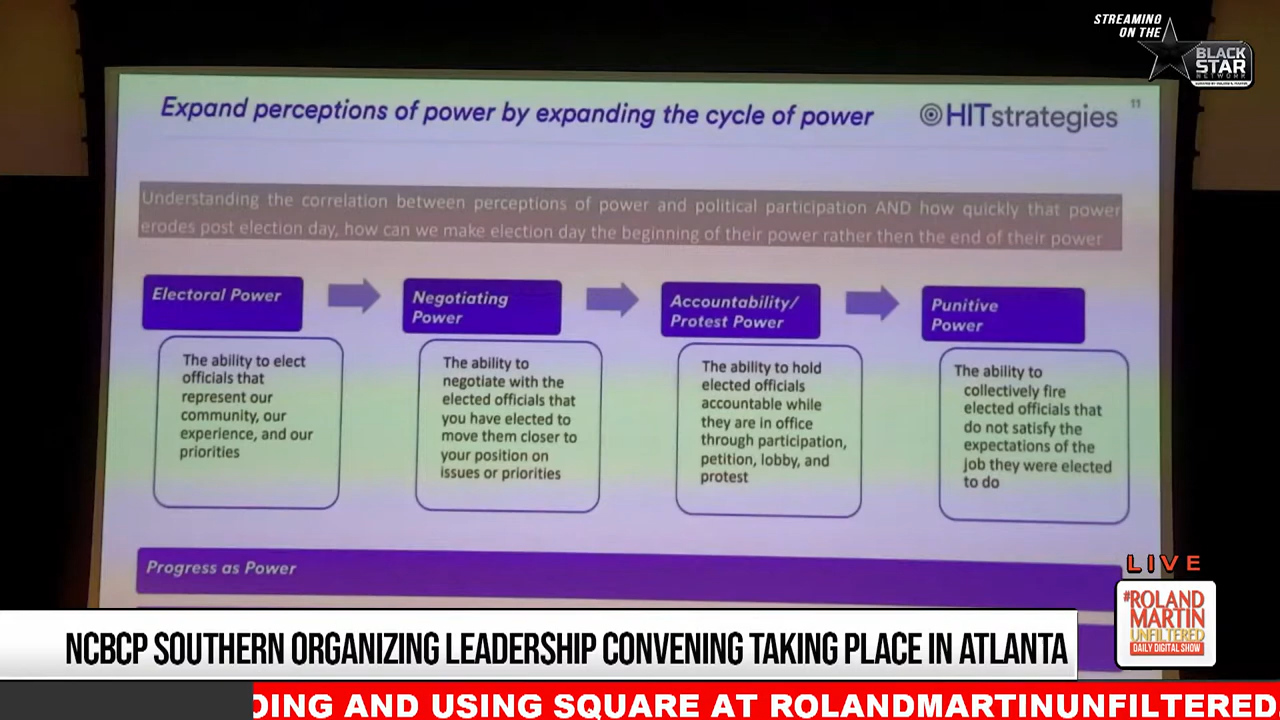 STREAMING
ON THE
BLACK
STAR
NETWORK
Expand perceptions of power by expanding the cycle of power
HITstrategies
11
Understanding the correlation between perceptions of power and political participation AND how quickly that power
erodes post election day, how can we make election day the beginning of their power rather then the end of their power
Electoral Power
Negotiating
Power
Accountability/
Protest Power
Punitive
Power
The ability to elect
officials that
represent our
community, our
experience, and our
priorities
The ability to
negotiate with the
elected officials that
you have elected to
move them closer to
your position on
issues or priorities
The ability to hold
elected officials
accountable while
they are in office
through participation,
petition, lobby, and
protest
The ability to
collectively fire
elected officials that
do not satisfy the
expectations of the
job they were elected
to do
Progress as Power
LIVE
#ROLAND
MARTIN
UNFILTERED
DAILY DIGITAL SHOW
NCBCP SOUTHERN ORGANIZING LEADERSHIP CONVENING TAKING PLACE IN ATLANTA
DING AND USING SQUARE AT ROLANDMARTINUNFILTERED